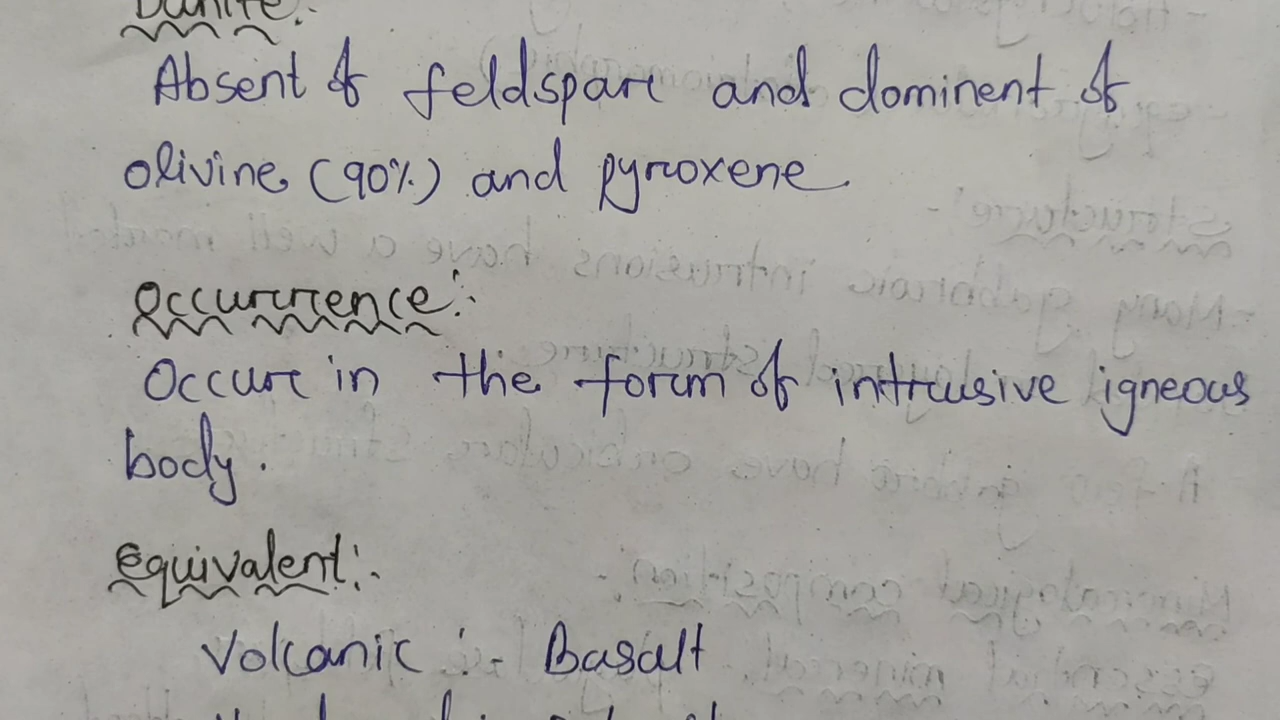 Dunite:-
Absent of feldspar and dominent of
olivine (90%) and pyroxene.
Occurrence:-
Occur in the form of intrusive igneous
body.
Equivalent:-
Volcanic :- Basalt